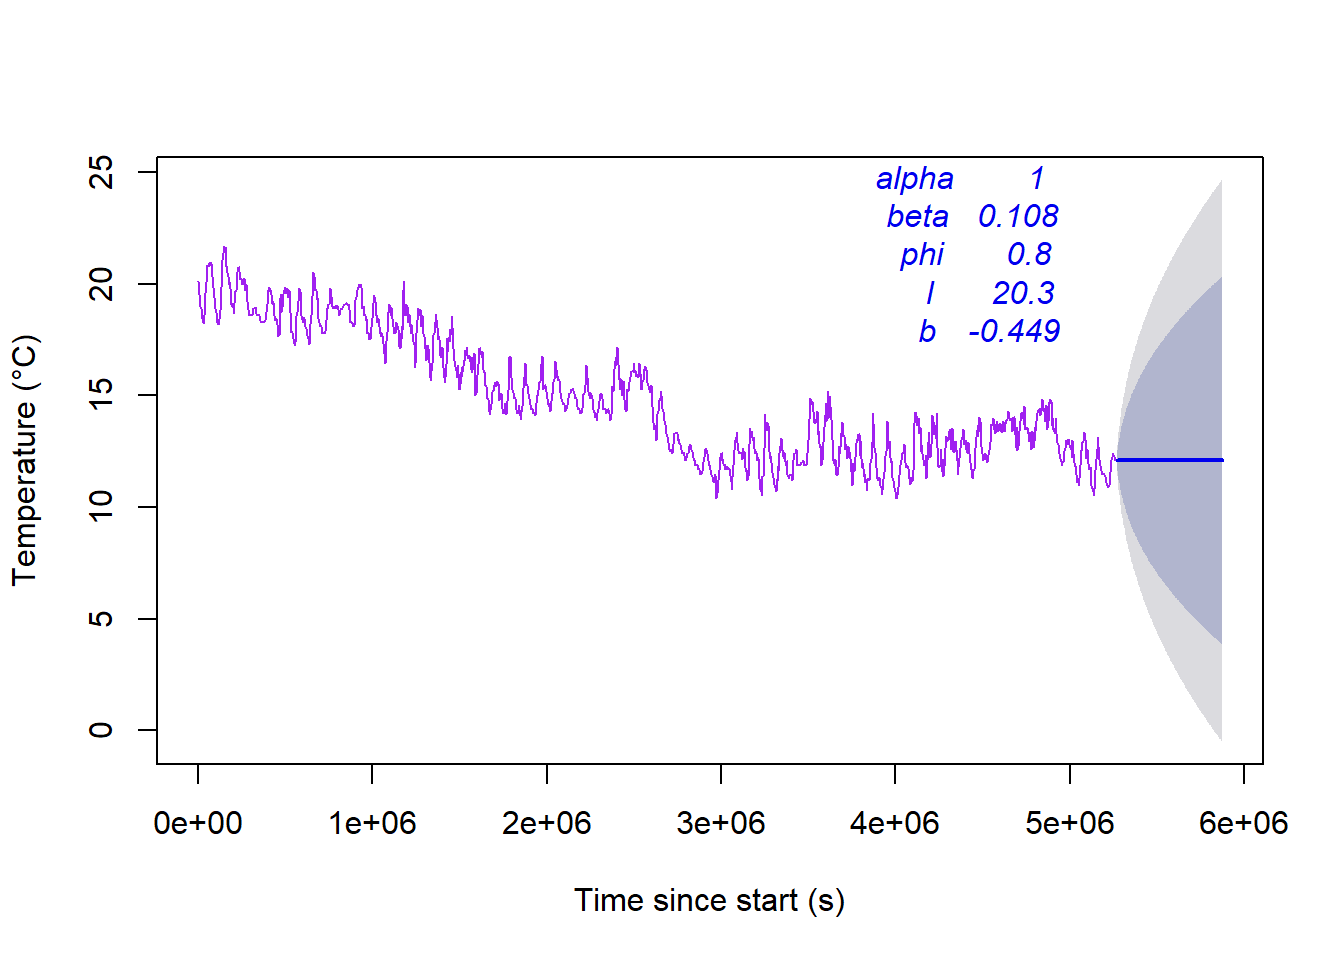 alpha 1
beta 0.108
phi 0.8
l 20.3
b -0.449
25
20
15
10
5
0
Temperature (°C)
0e+00 1e+06 2e+06 3e+06 4e+06 5e+06 6e+06
Time since start (s)